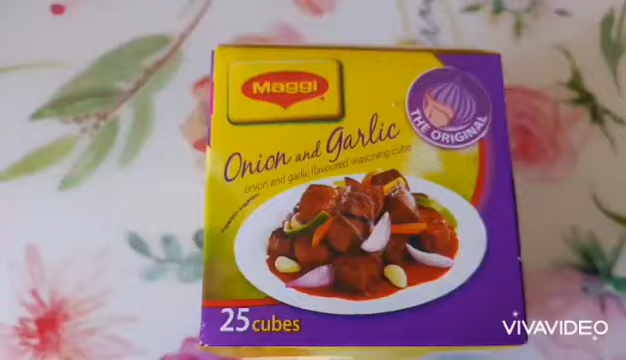 Maggi
THE ORIGINAL
Onion and Garlic
onion and garlic flavoured seasoning cube
25 cubes
VIVAVIDEO